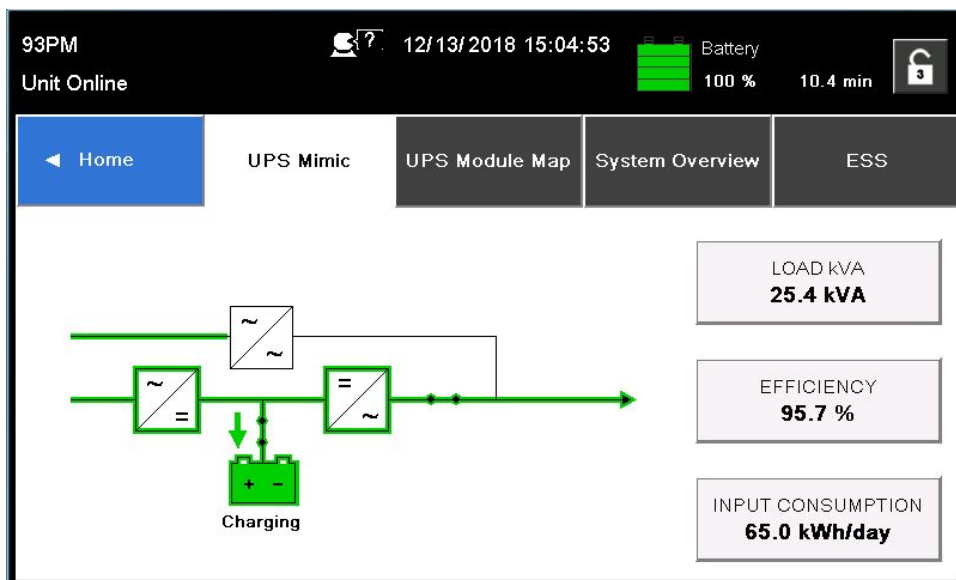 93PM
12/13/2018 15:04:53
Battery
Unit Online
100 %
10.4 min
3
Home
UPS Mimic
UPS Module Map
System Overview
ESS
LOAD kVA
25.4 kVA
EFFICIENCY
95.7 %
Charging
INPUT CONSUMPTION
65.0 kWh/day